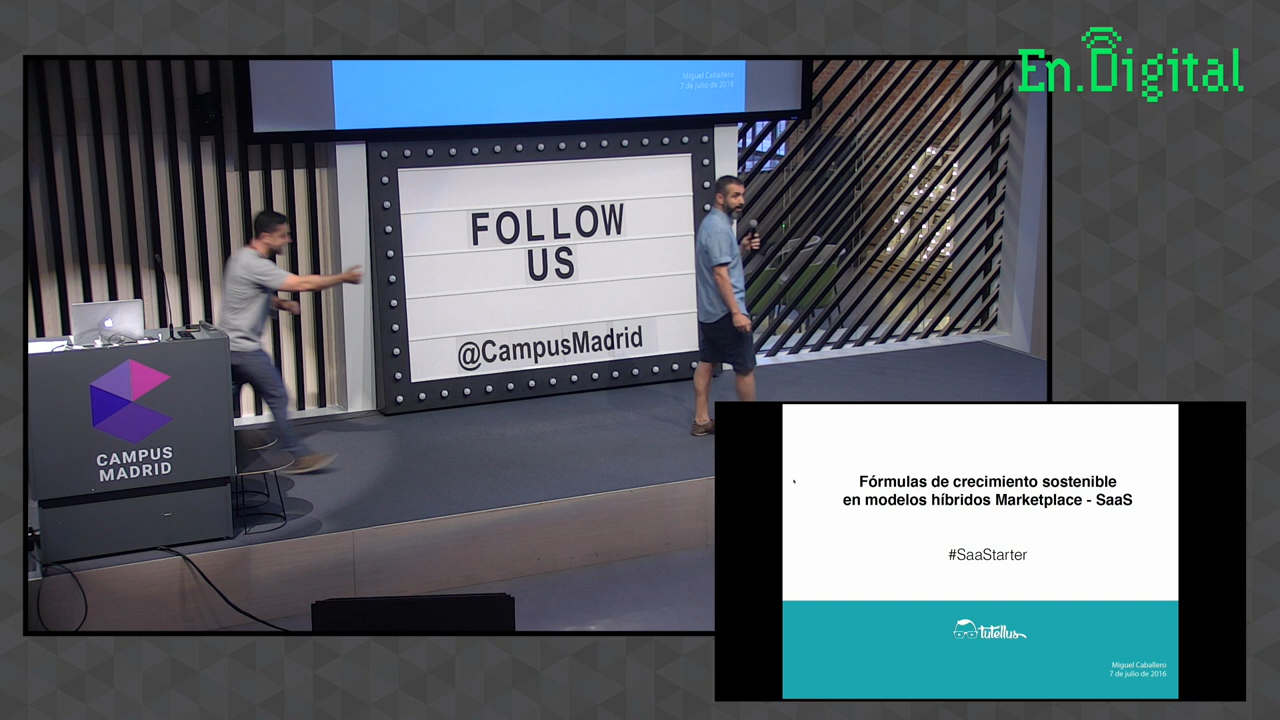 En.Digital
Miguel Caballero
7 de julio de 2016
FOLLOW
US
@CampusMadrid
CAMPUS
MADRID
Fórmulas de crecimiento sostenible
en modelos híbridos Marketplace - SaaS
#SaaStarter
tutellus
Miguel Caballero
7 de julio de 2016